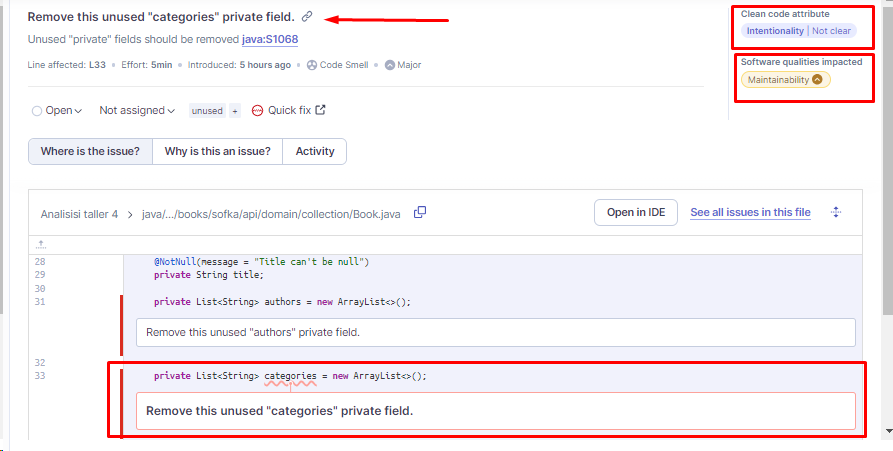 Remove this unused "categories" private field.
Clean code attribute
Unused "private" fields should be removed java:S1068
Intentionality | Not clear
Line affected: L33 • Effort: 5min • Introduced: 5 hours ago • Code Smell • Major
Software qualities impacted
Maintainability
Open Not assigned unused + Quick fix
Where is the issue? Why is this an issue? Activity
Analisisi taller 4 > java/.../books/sofka/api/domain/collection/Book.java Open in IDE See all issues in this file
28 @NotNull(message = "Title can't be null")
29 private String title;
30
31 private List<String> authors = new ArrayList<>();
Remove this unused "authors" private field.
32
33 private List<String> categories = new ArrayList<>();
Remove this unused "categories" private field.